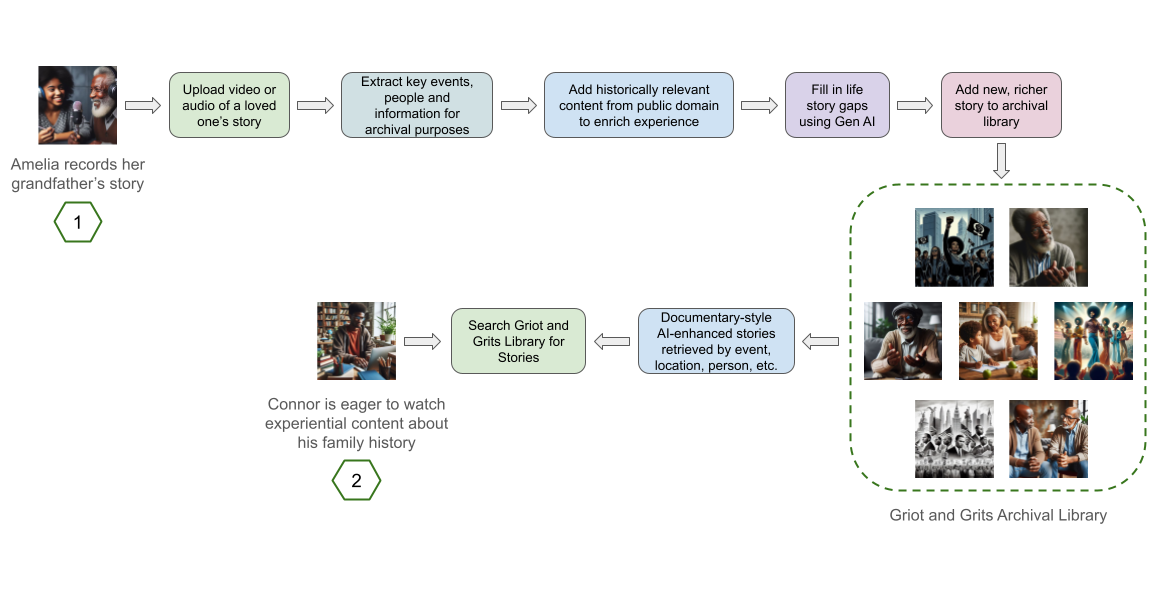 Upload video or
audio of a loved
one's story
Extract key events,
people and
information for
archival purposes
Add historically relevant
content from public domain
to enrich experience
Fill in life
story gaps
using Gen AI
Add new, richer
story to archival
library
Amelia records her
grandfather's story
1
Search Griot and
Grits Library for
Stories
Documentary-style
AI-enhanced stories
retrieved by event,
location, person, etc.
Connor is eager to watch
experiential content about
his family history
2
Griot and Grits Archival Library